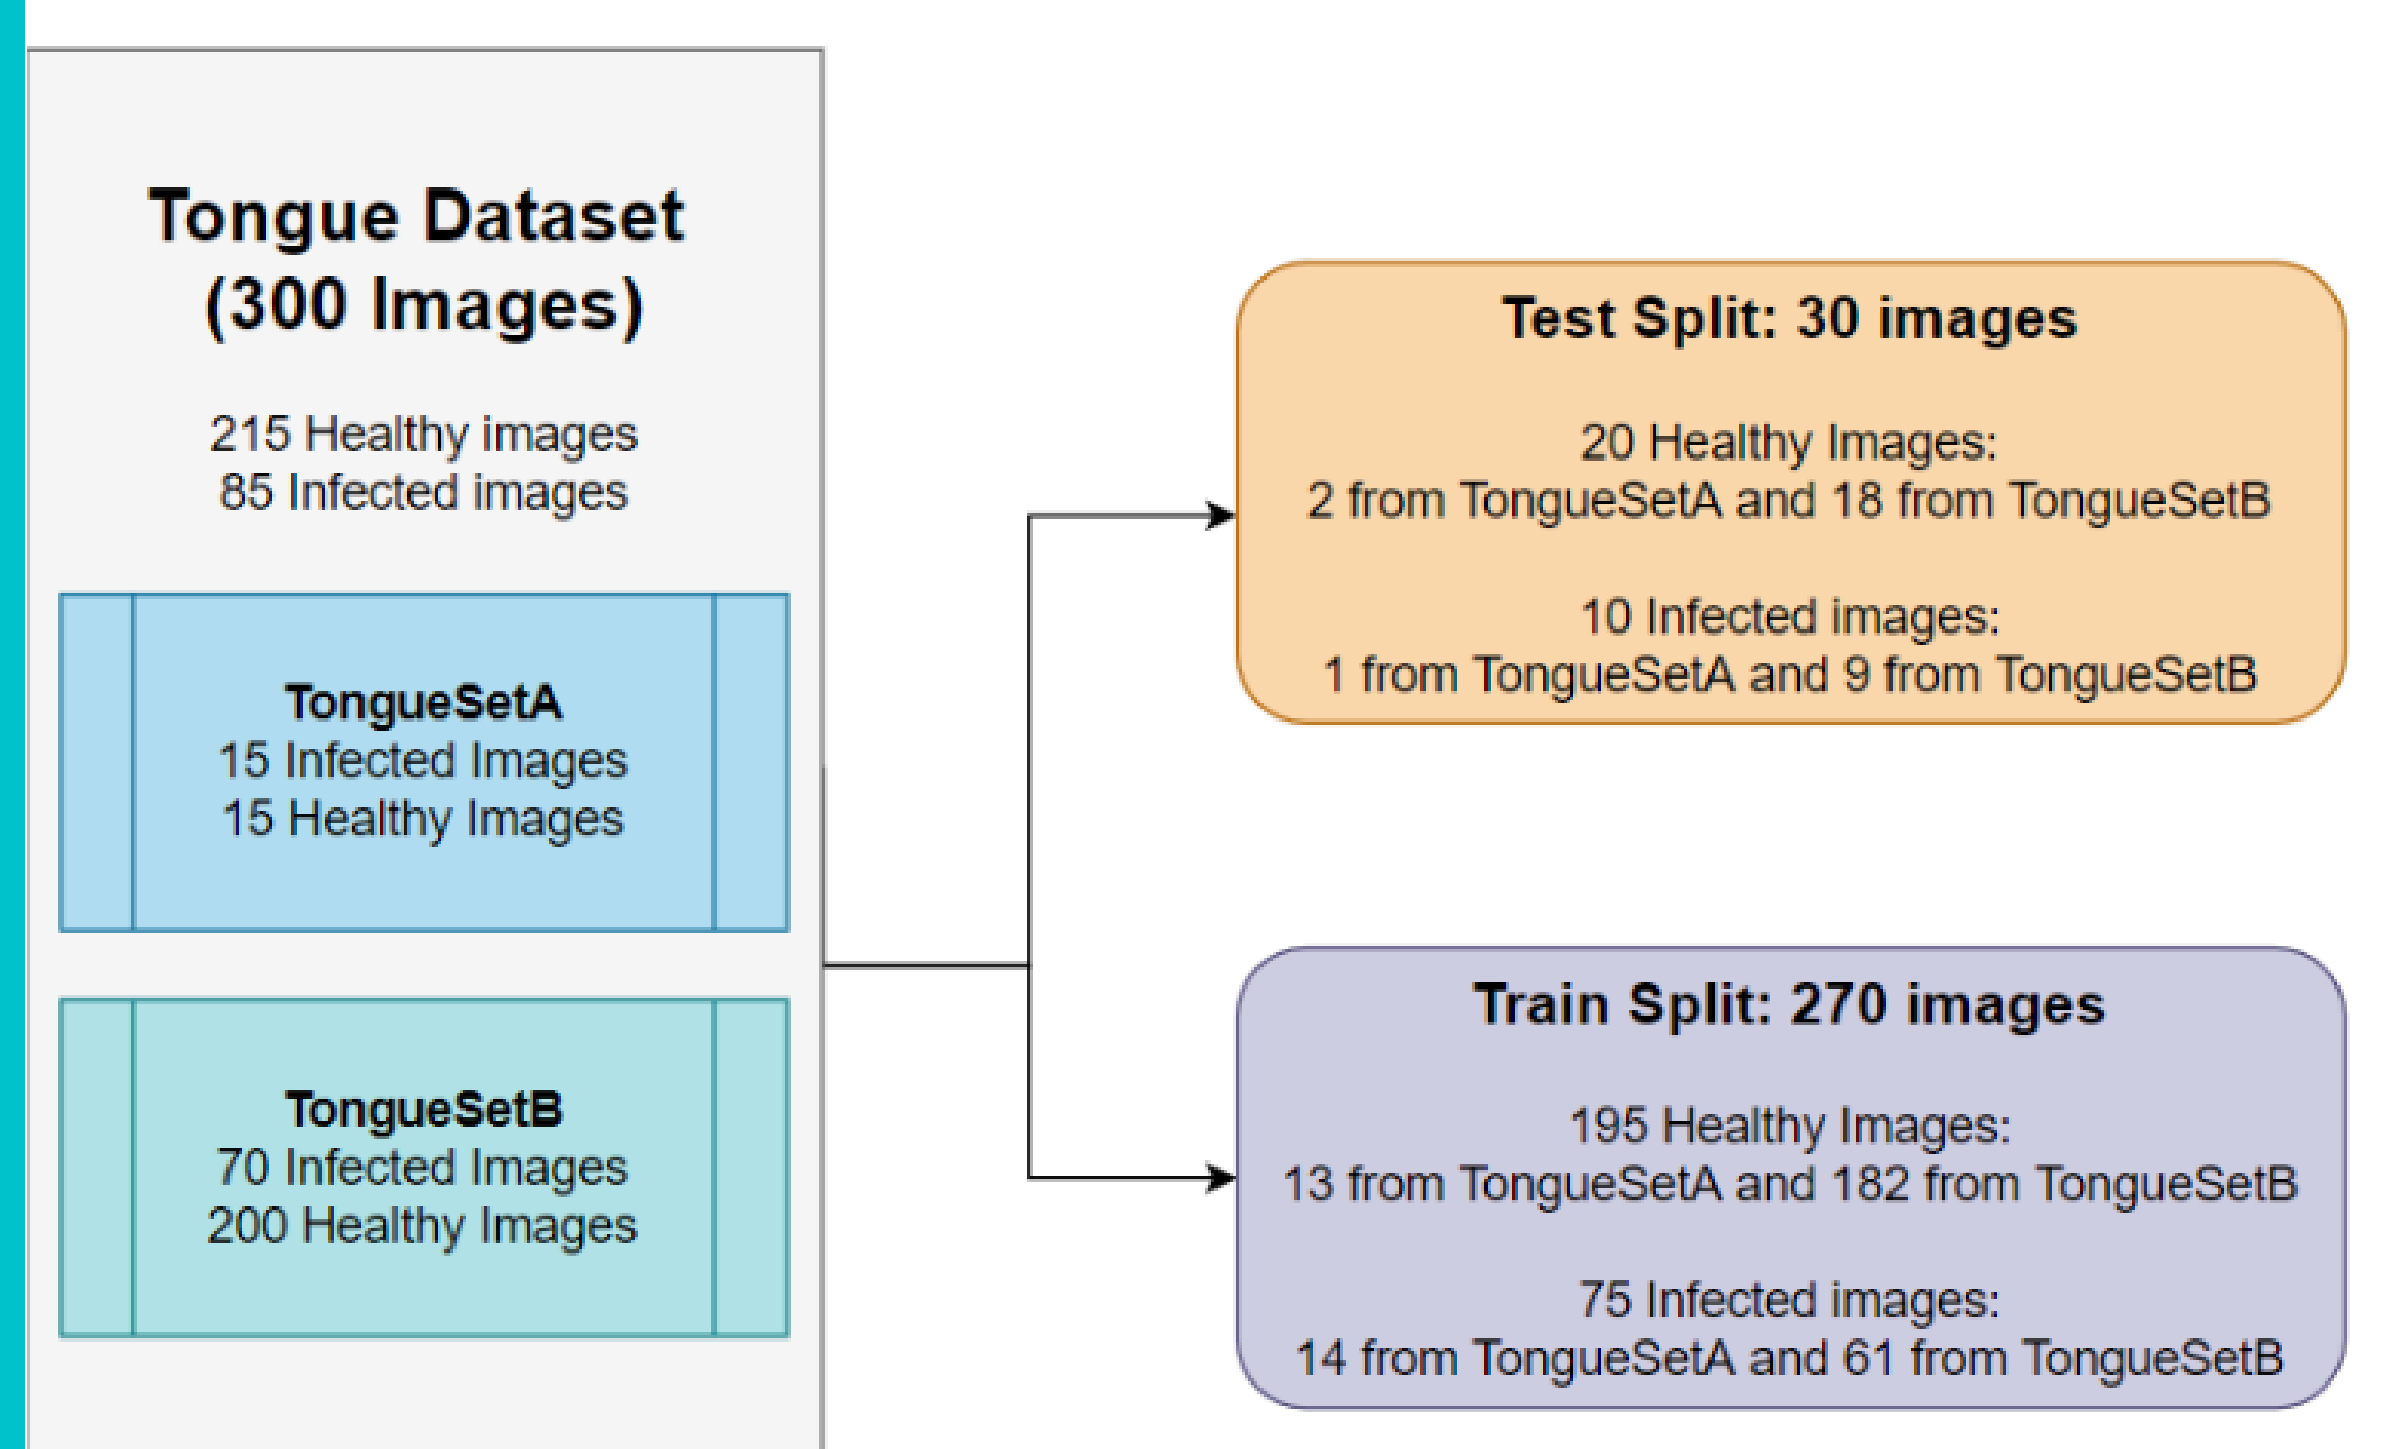 Tongue Dataset
(300 Images)
215 Healthy images
85 Infected images
TongueSetA
15 Infected Images
15 Healthy Images
TongueSetB
70 Infected Images
200 Healthy Images
Test Split: 30 images
20 Healthy Images:
2 from TongueSetA and 18 from TongueSetB
10 Infected images:
1 from TongueSetA and 9 from TongueSetB
Train Split: 270 images
195 Healthy Images:
13 from TongueSetA and 182 from TongueSetB
75 Infected images:
14 from TongueSetA and 61 from TongueSetB